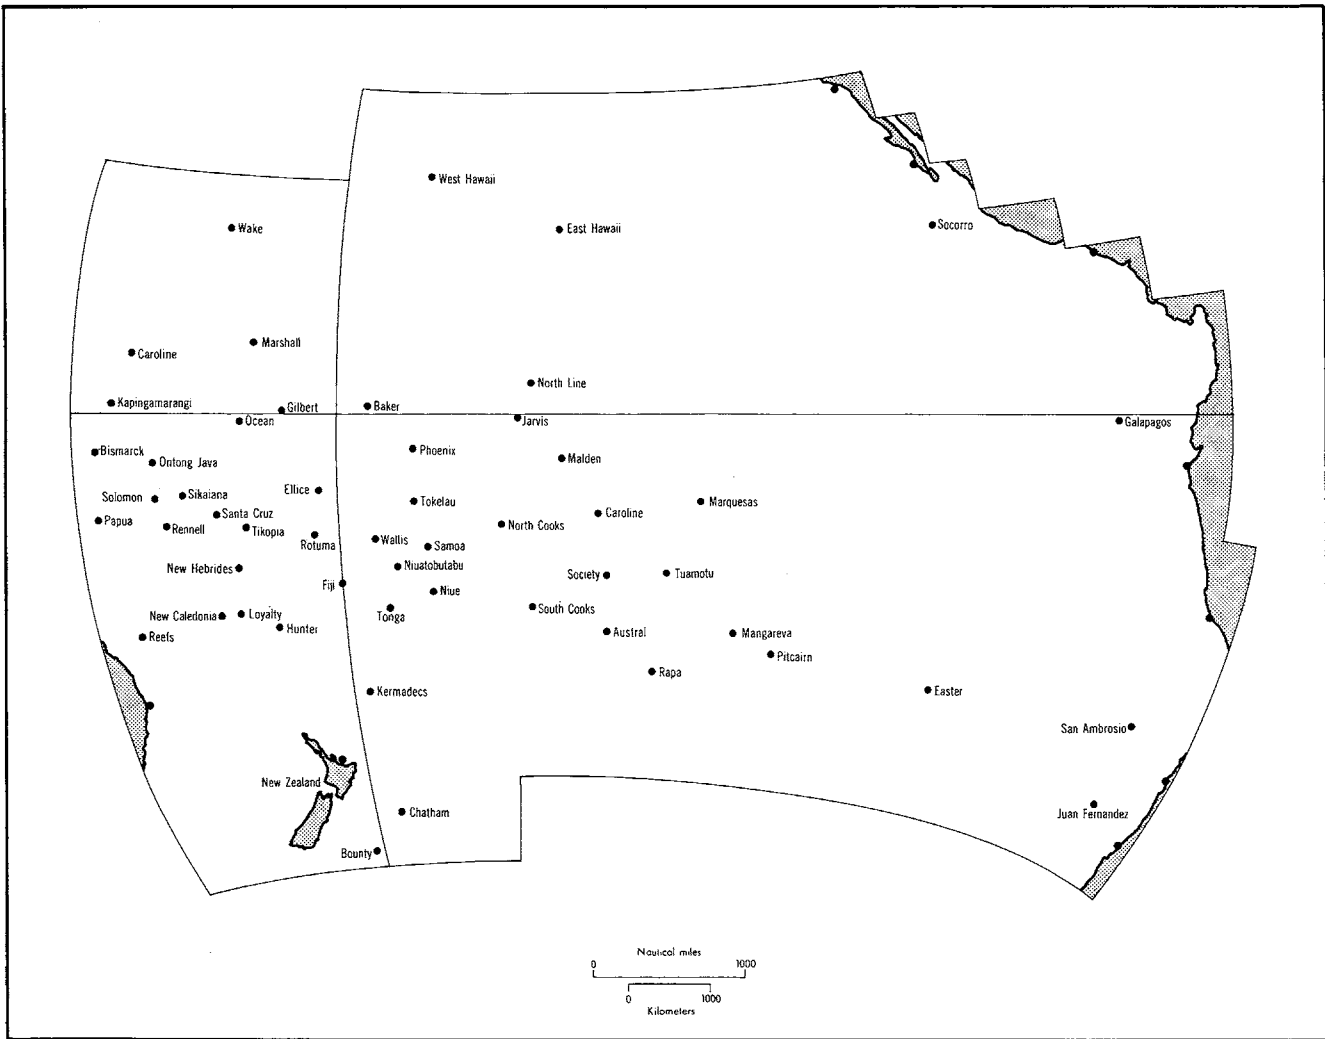 West Hawaii
Wake
East Hawaii
Socorro
Marshall
Caroline
North Line
Kapingamarangi
Gilbert
Baker
Ocean
Jarvis
Galapagos
Bismarck
Phoenix
Malden
Ontong Java
Ellice
Solomon
Sikaiana
Tokelau
Marquesas
Caroline
Santa Cruz
Papua
North Cooks
Rennell
Tikopia
Rotuma
Wallis
Samoa
Niuatobutabu
New Hebrides
Society
Tuamotu
Fiji
Niue
South Cooks
New Caledonia
Loyalty
Tonga
Hunter
Reefs
Austral
Mangareva
Pitcairn
Rapa
Kermadecs
Easter
San Ambrosio
New Zealand
Chatham
Juan Fernandez
Bounty
Nautical miles
0 1000
0 1000
Kilometers